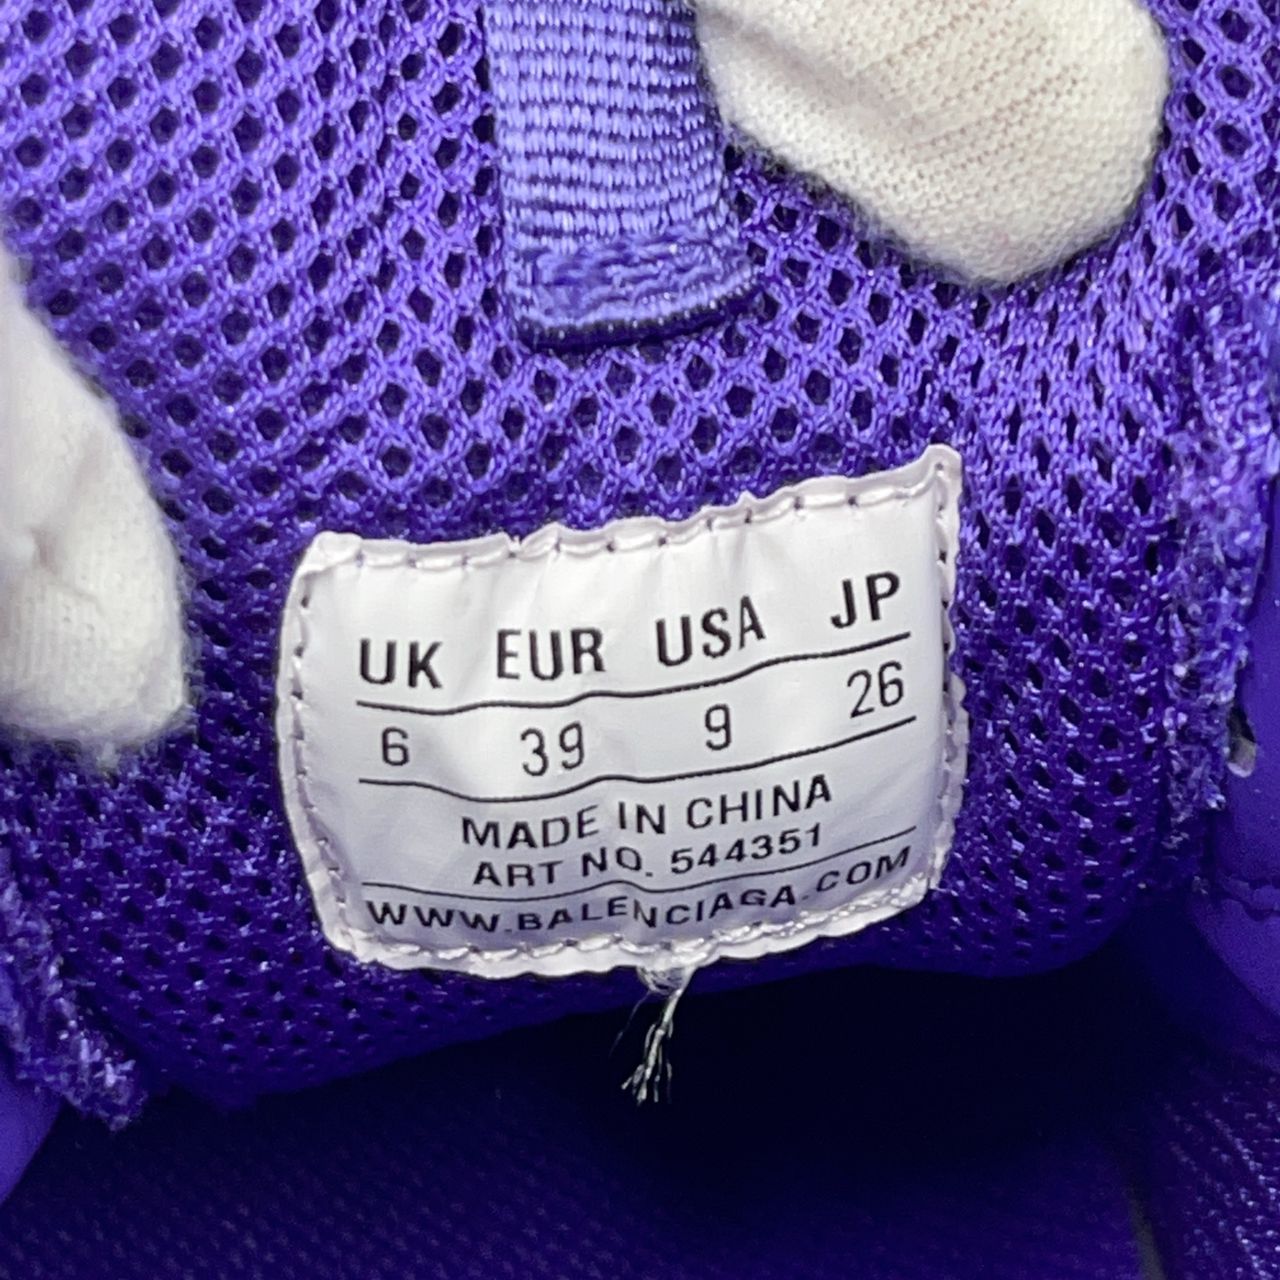 UK EUR USA JP
6 39 9 26
MADE IN CHINA
ART NO. 544351
WWW.BALENCIAGA.COM